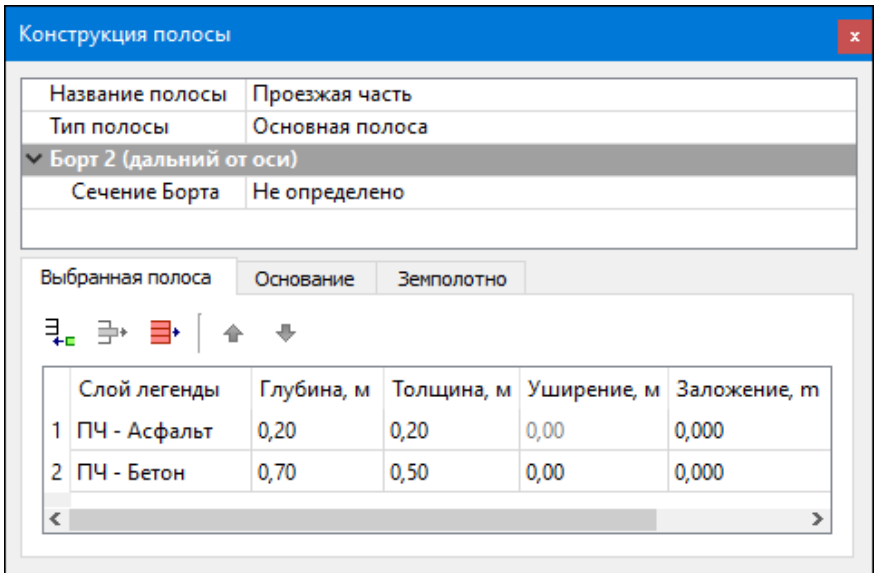 Конструкция полосы x
Название полосы Проезжая часть
Тип полосы Основная полоса
Борт 2 (дальний от оси)
Сечение Борта Не определено
Выбранная полоса Основание Земполотно
Слой легенды Глубина, м Толщина, м Уширение, м Заложение, m
1 ПЧ - Асфальт 0,20 0,20 0,00 0,000
2 ПЧ - Бетон 0,70 0,50 0,00 0,000